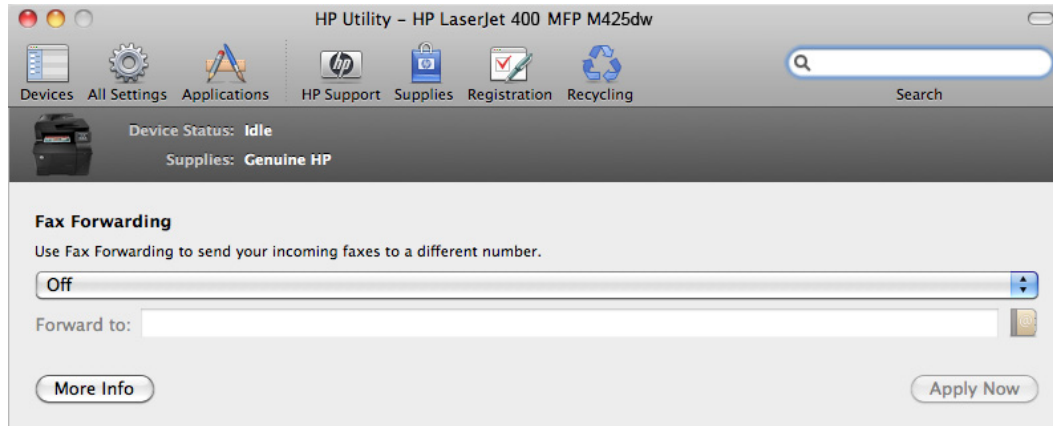 HP Utility – HP LaserJet 400 MFP M425dw
Devices All Settings Applications HP Support Supplies Registration Recycling Search
Device Status: Idle
Supplies: Genuine HP
Fax Forwarding
Use Fax Forwarding to send your incoming faxes to a different number.
Off
Forward to:
More Info Apply Now